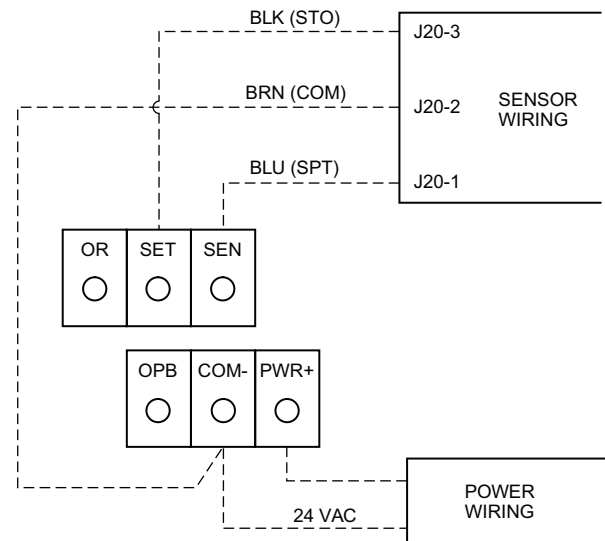 BLK (STO)
J20-3
BRN (COM)
J20-2
SENSOR
WIRING
BLU (SPT)
J20-1
OR SET SEN
OPB COM- PWR+
24 VAC
POWER
WIRING